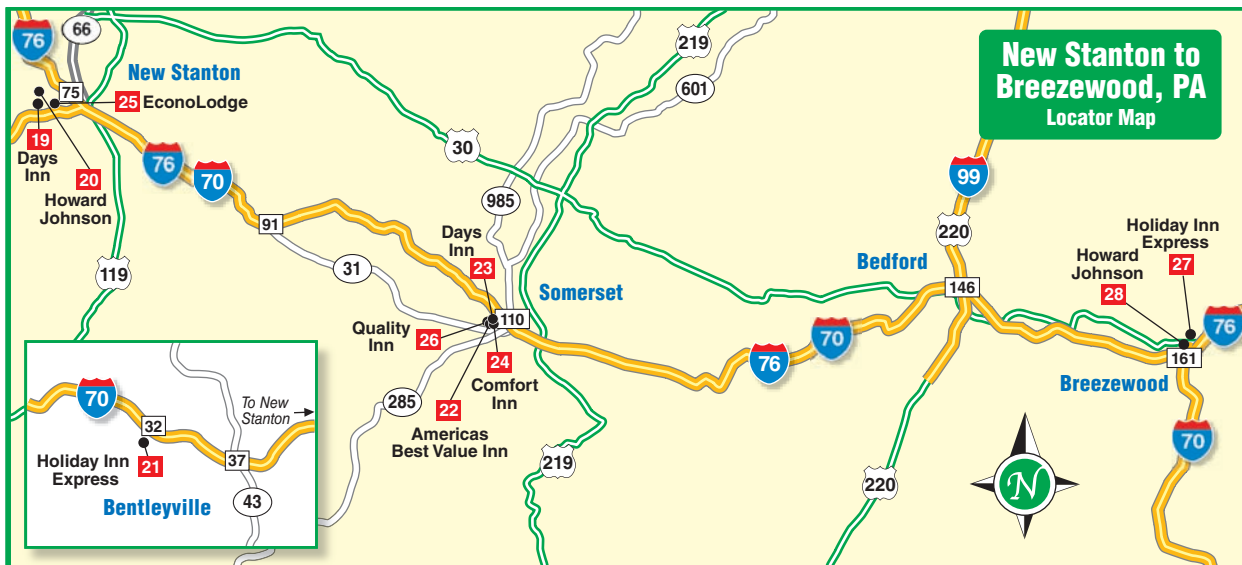 New Stanton to
Breezewood, PA
Locator Map
76
66
75
New Stanton
25 EconoLodge
19
Days
Inn
20
Howard
Johnson
76
70
119
91
31
30
219
601
985
Days
Inn
23
110
Somerset
Quality
Inn
26
24
Comfort
Inn
22
Americas
Best Value Inn
285
219
76
70
Bedford
99
220
146
220
Howard
Johnson
28
Holiday Inn
Express
27
76
161
Breezewood
70
N
70
32
To New
Stanton
Holiday Inn
Express
21
37
43
Bentleyville